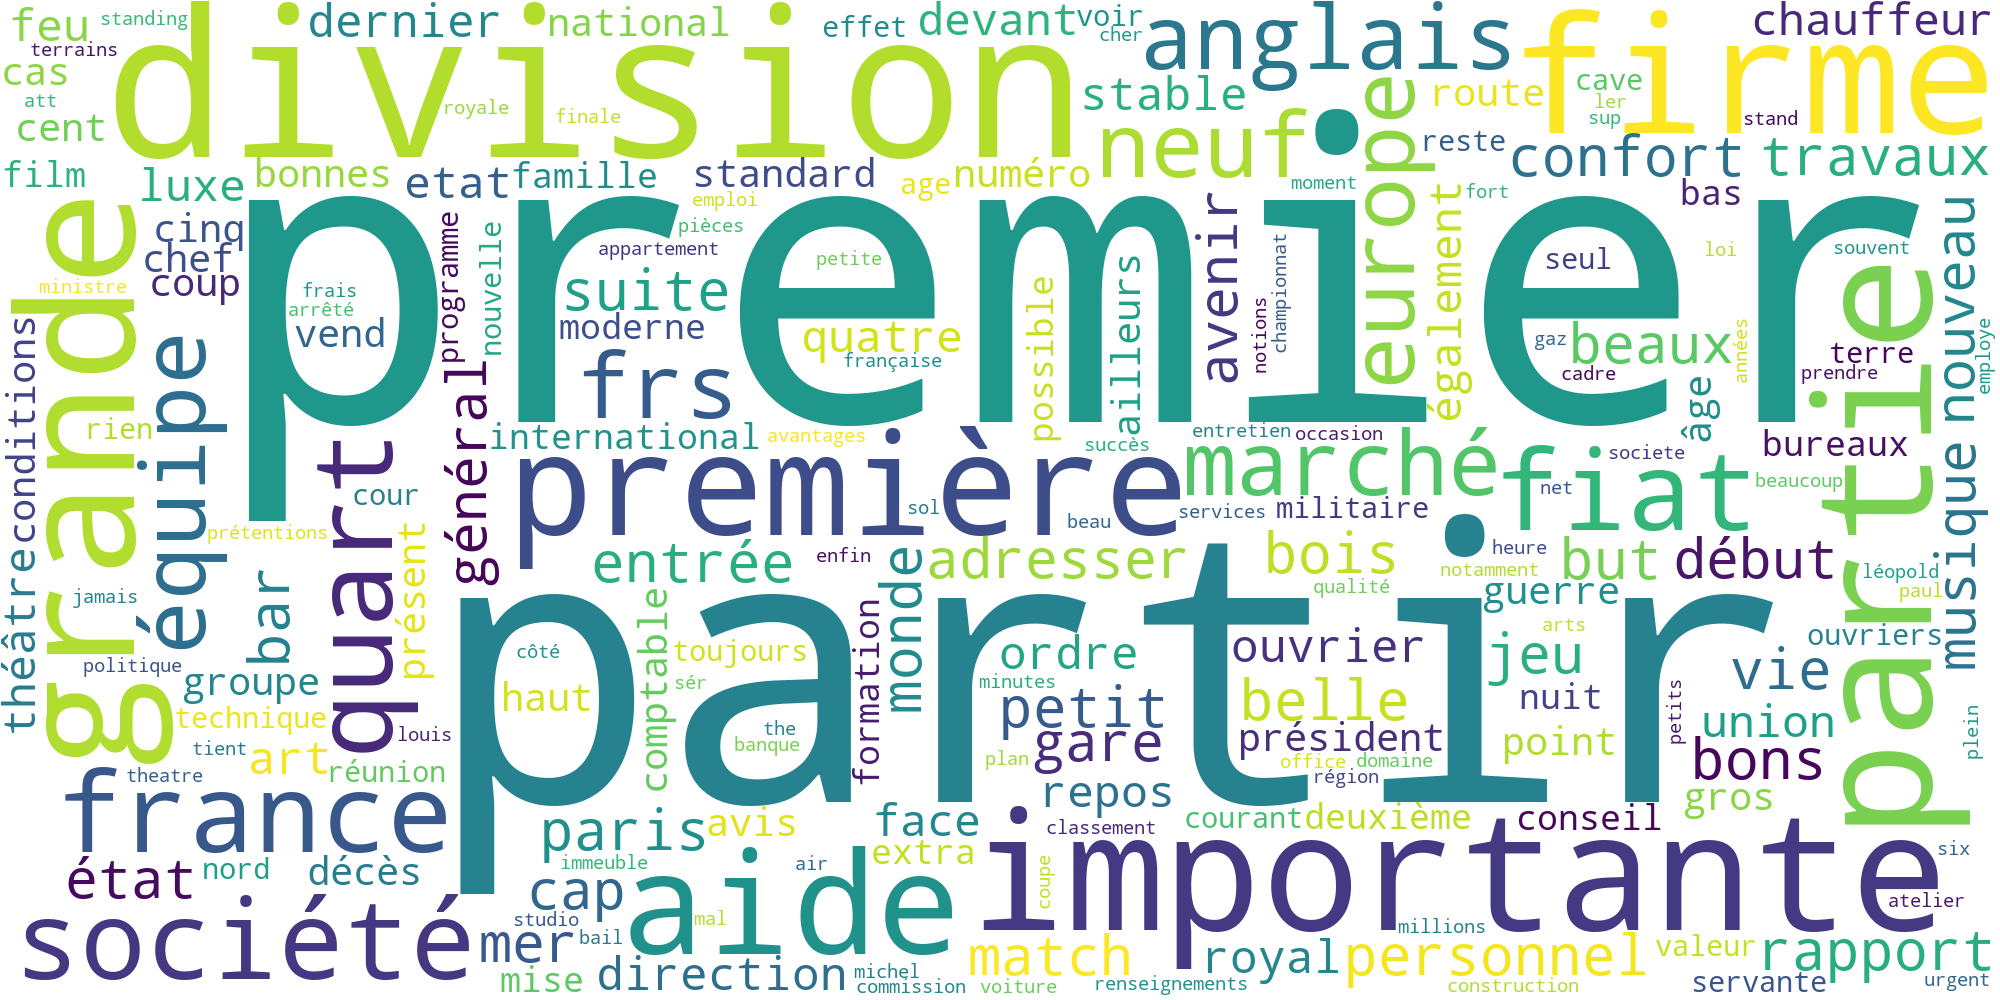 feu
standing
dernier
national
effet
devant
voir
cher
anglais
firme
chauffeur
terrains
division
cas
att
cent
royale
finale
stable
europe
route
cave
ler
sup
stand
neuf
reste
confort
travaux
film
luxe
bonnes
etat
famille
standard
age
numéro
emploi
pièces
moment
fort
bas
avenir
également
premier
grande
cinq
chef
coup
ministre
programme
nouvelle
appartement
petite
suite
moderne
frais
arrêté
vend
quatre
française
possible
ailleurs
notions
championnat
seul
loi
souvent
gaz
beaux
cadre
années
terre
prendre
employe
nouveau
partie
frs
conditions
équipe
rien
quart
général
international
avantages
première
succès
entretien
occasion
marché
societe
fiat
âge
bureaux
beaucoup
net
cour
prétentions
présent
sol
beau
services
militaire
entrée
enfin
monde
adresser
bois
heure
notamment
but
début
léopold
paul
musique
qualité
guerre
jamais
bar
théâtre
politique
groupe
technique
tient
art
louis
theatre
réunion
partir
côté
haut
comptable
toujours
sér
the
banque
formation
ordre
minutes
petit
gare
plan
repos
ouvrier
belle
président
office
domaine
région
arts
jeu
nuit
point
petits
vie
union
bons
gros
ouvriers
plein
france
paris
avis
face
extra
classement
courant
deuxième
conseil
importante
six
atelier
état
nord
décès
immeuble
air
coupe
société
cap
studio
mer
bail
mal
aide
mise
direction
michel
commission
match
voiture
renseignements
royal
millions
personnel
construction
valeur
servante
rapport
urgent